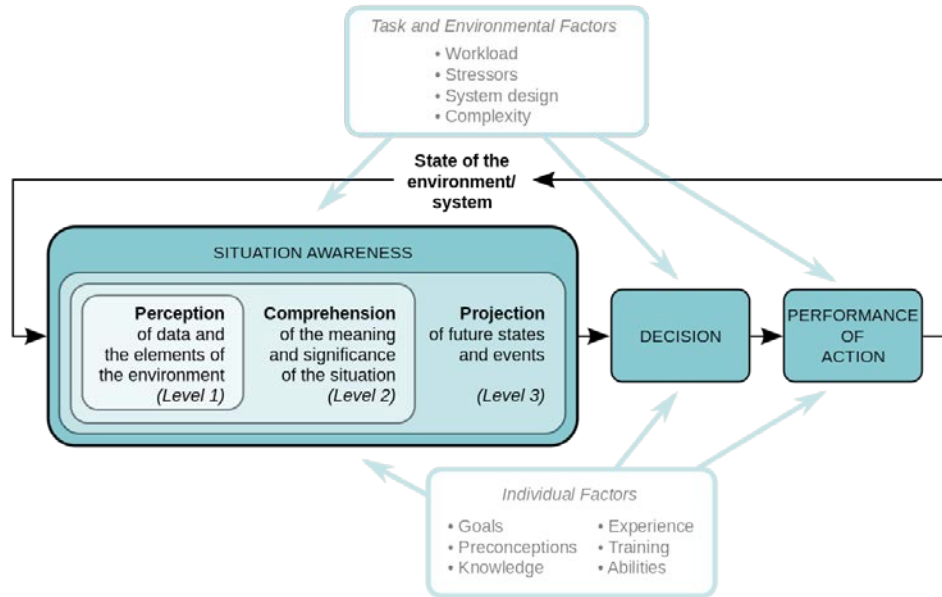 Task and Environmental Factors
• Workload
• Stressors
• System design
• Complexity
State of the
environment/
system
SITUATION AWARENESS
Perception
of data and
the elements of
the environment
(Level 1)
Comprehension
of the meaning
and significance
of the situation
(Level 2)
Projection
of future states
and events
(Level 3)
DECISION
PERFORMANCE
OF
ACTION
Individual Factors
• Goals
• Preconceptions
• Knowledge
• Experience
• Training
• Abilities